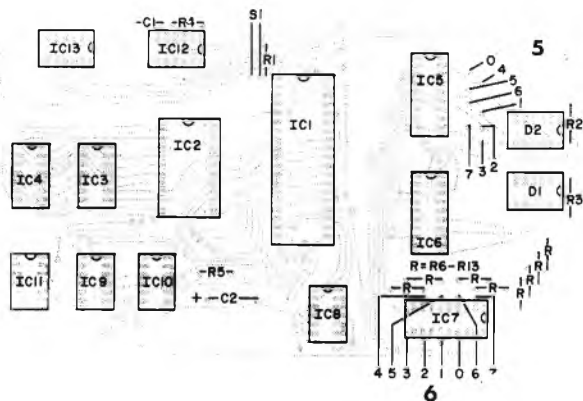 -C1- -R4-
S1
IC13
IC12
R1
0
4
5
6
1
5
IC5
IC1
IC2
D2
R2
7 3 2
IC4
IC3
D1
R3
IC6
R=R6-R13
-R-
-R-
-R-
-R-
R
R
R
R
IC11
IC9
IC10
-R5-
+ -C2-
IC8
IC7
4 5 3 2 1 0 6 7
6